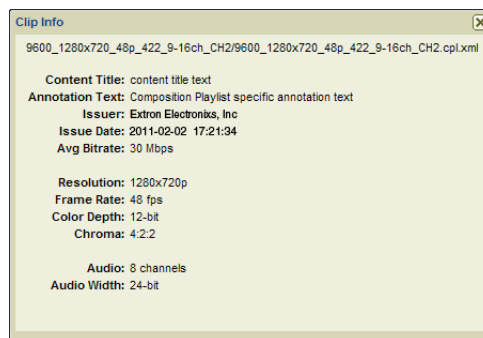 Clip Info
9600_1280x720_48p_422_9-16ch_CH2/9600_1280x720_48p_422_9-16ch_CH2.cpl.xml
Content Title: content title text
Annotation Text: Composition Playlist specific annotation text
Issuer: Extron Electronixs, Inc
Issue Date: 2011-02-02 17:21:34
Avg Bitrate: 30 Mbps
Resolution: 1280x720p
Frame Rate: 48 fps
Color Depth: 12-bit
Chroma: 4:2:2
Audio: 8 channels
Audio Width: 24-bit